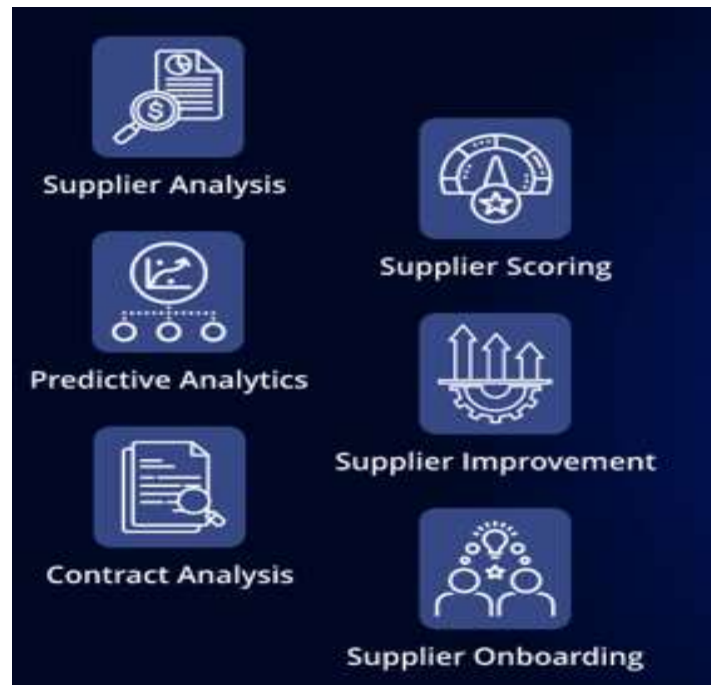 Supplier Analysis
Supplier Scoring
Predictive Analytics
Supplier Improvement
Contract Analysis
Supplier Onboarding